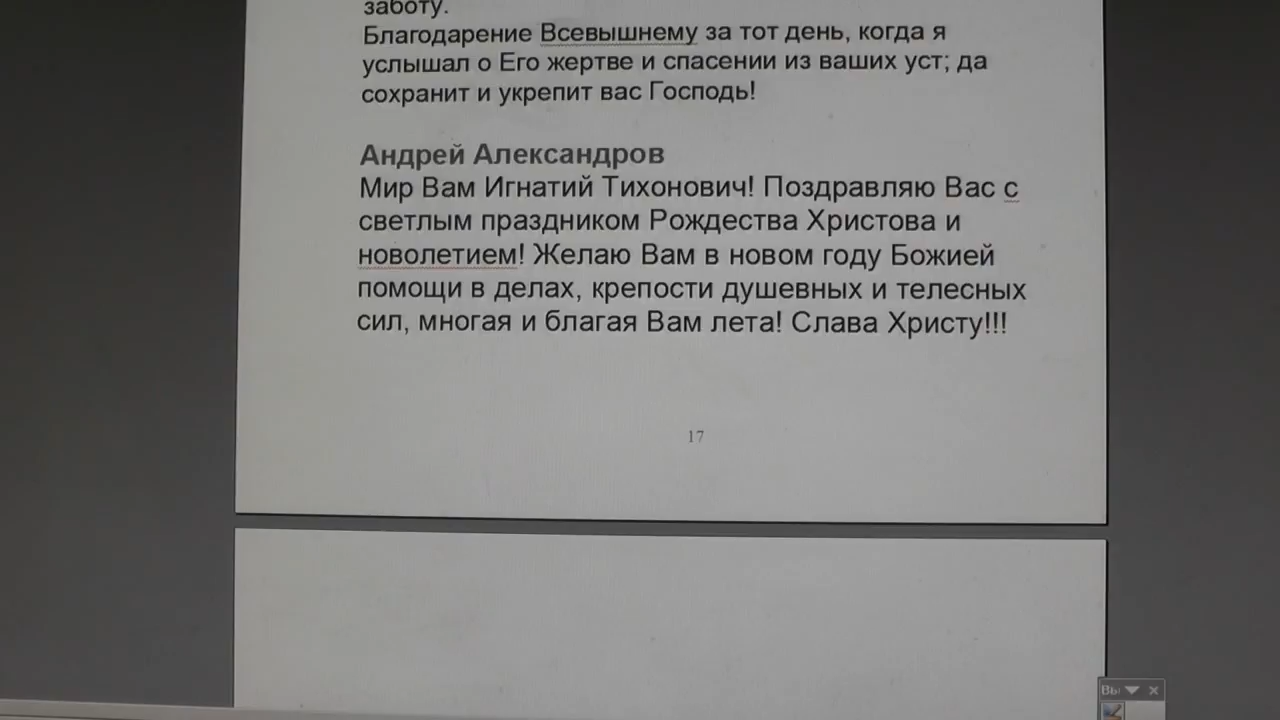 заботу.
Благодарение Всевышнему за тот день, когда я
услышал о Его жертве и спасении из ваших уст; да
сохранит и укрепит вас Господь!
Андрей Александров
Мир Вам Игнатий Тихонович! Поздравляю Вас с
светлым праздником Рождества Христова и
новолетием! Желаю Вам в новом году Божией
помощи в делах, крепости душевных и телесных
сил, многая и благая Вам лета! Слава Христу!!!
17
Вы